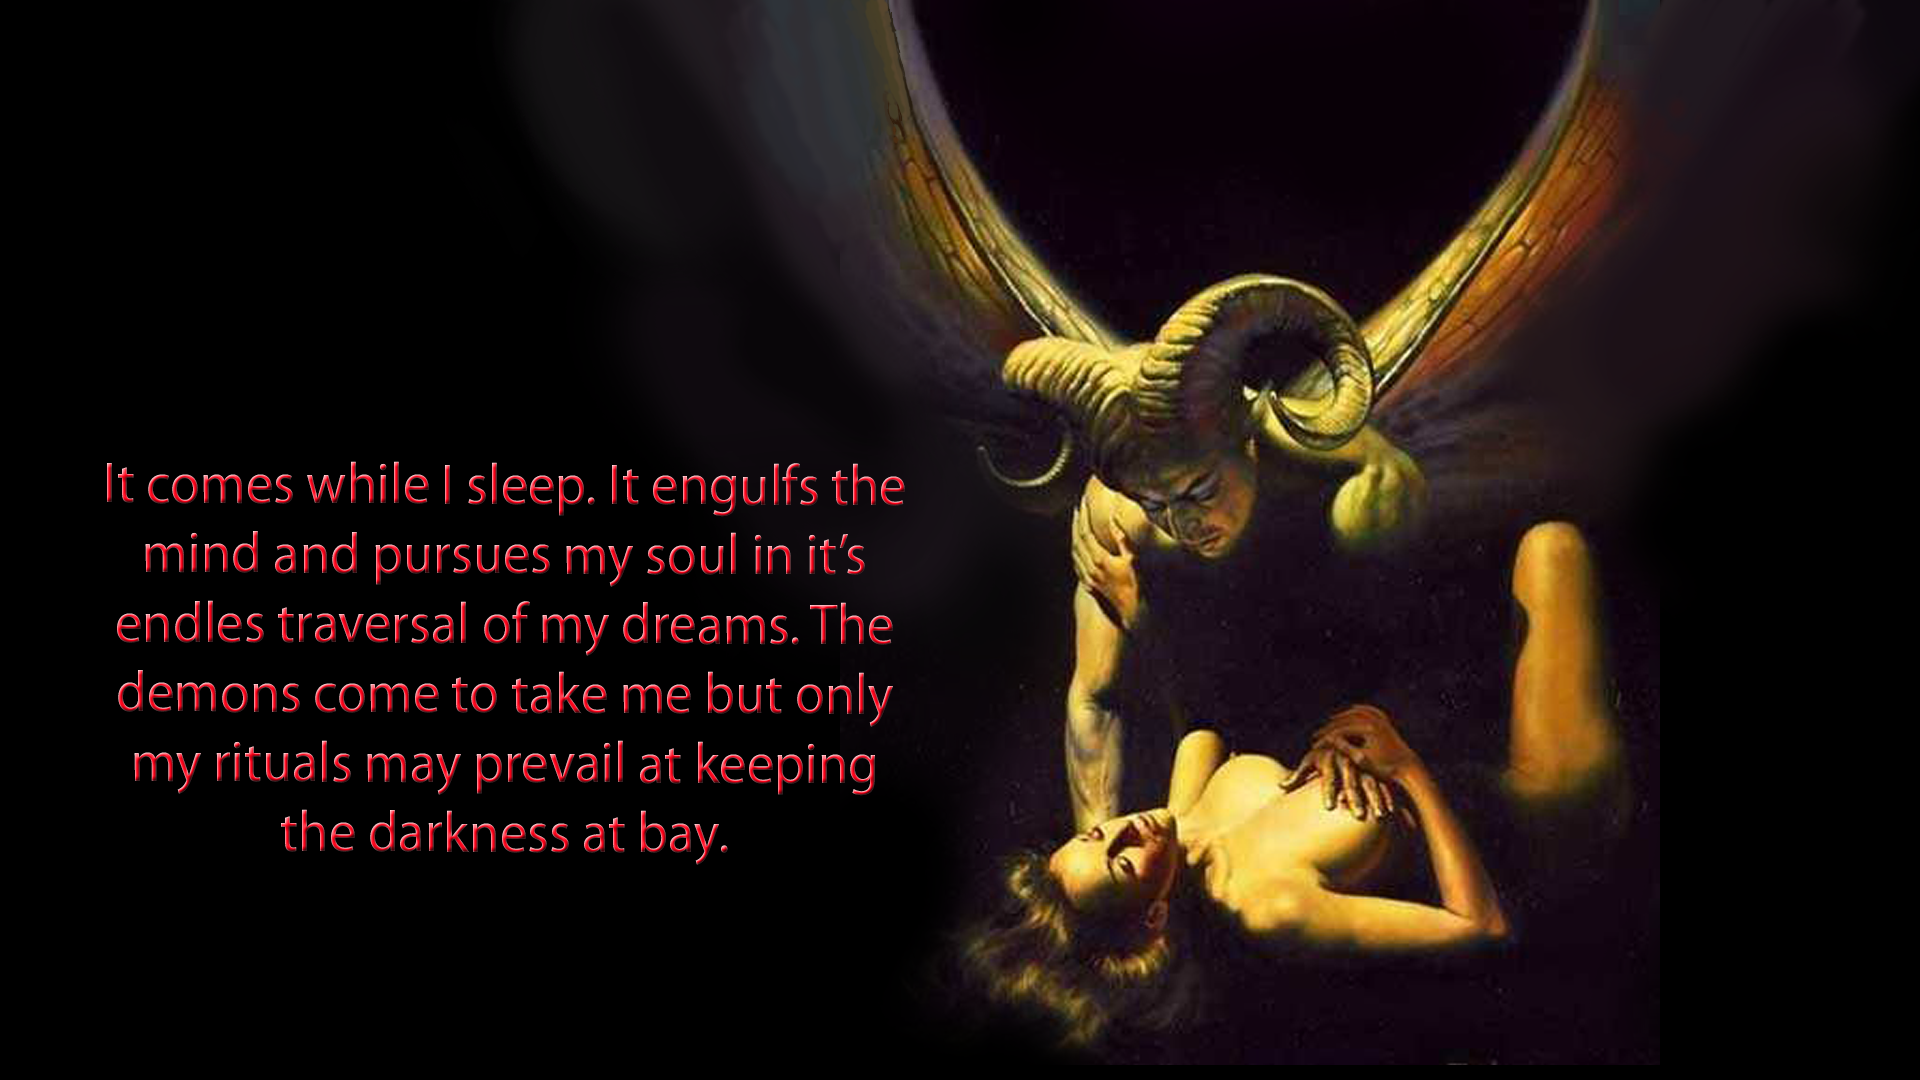 It comes while I sleep. It engulfs the
mind and pursues my soul in it’s
endles traversal of my dreams. The
demons come to take me but only
my rituals may prevail at keeping
the darkness at bay.